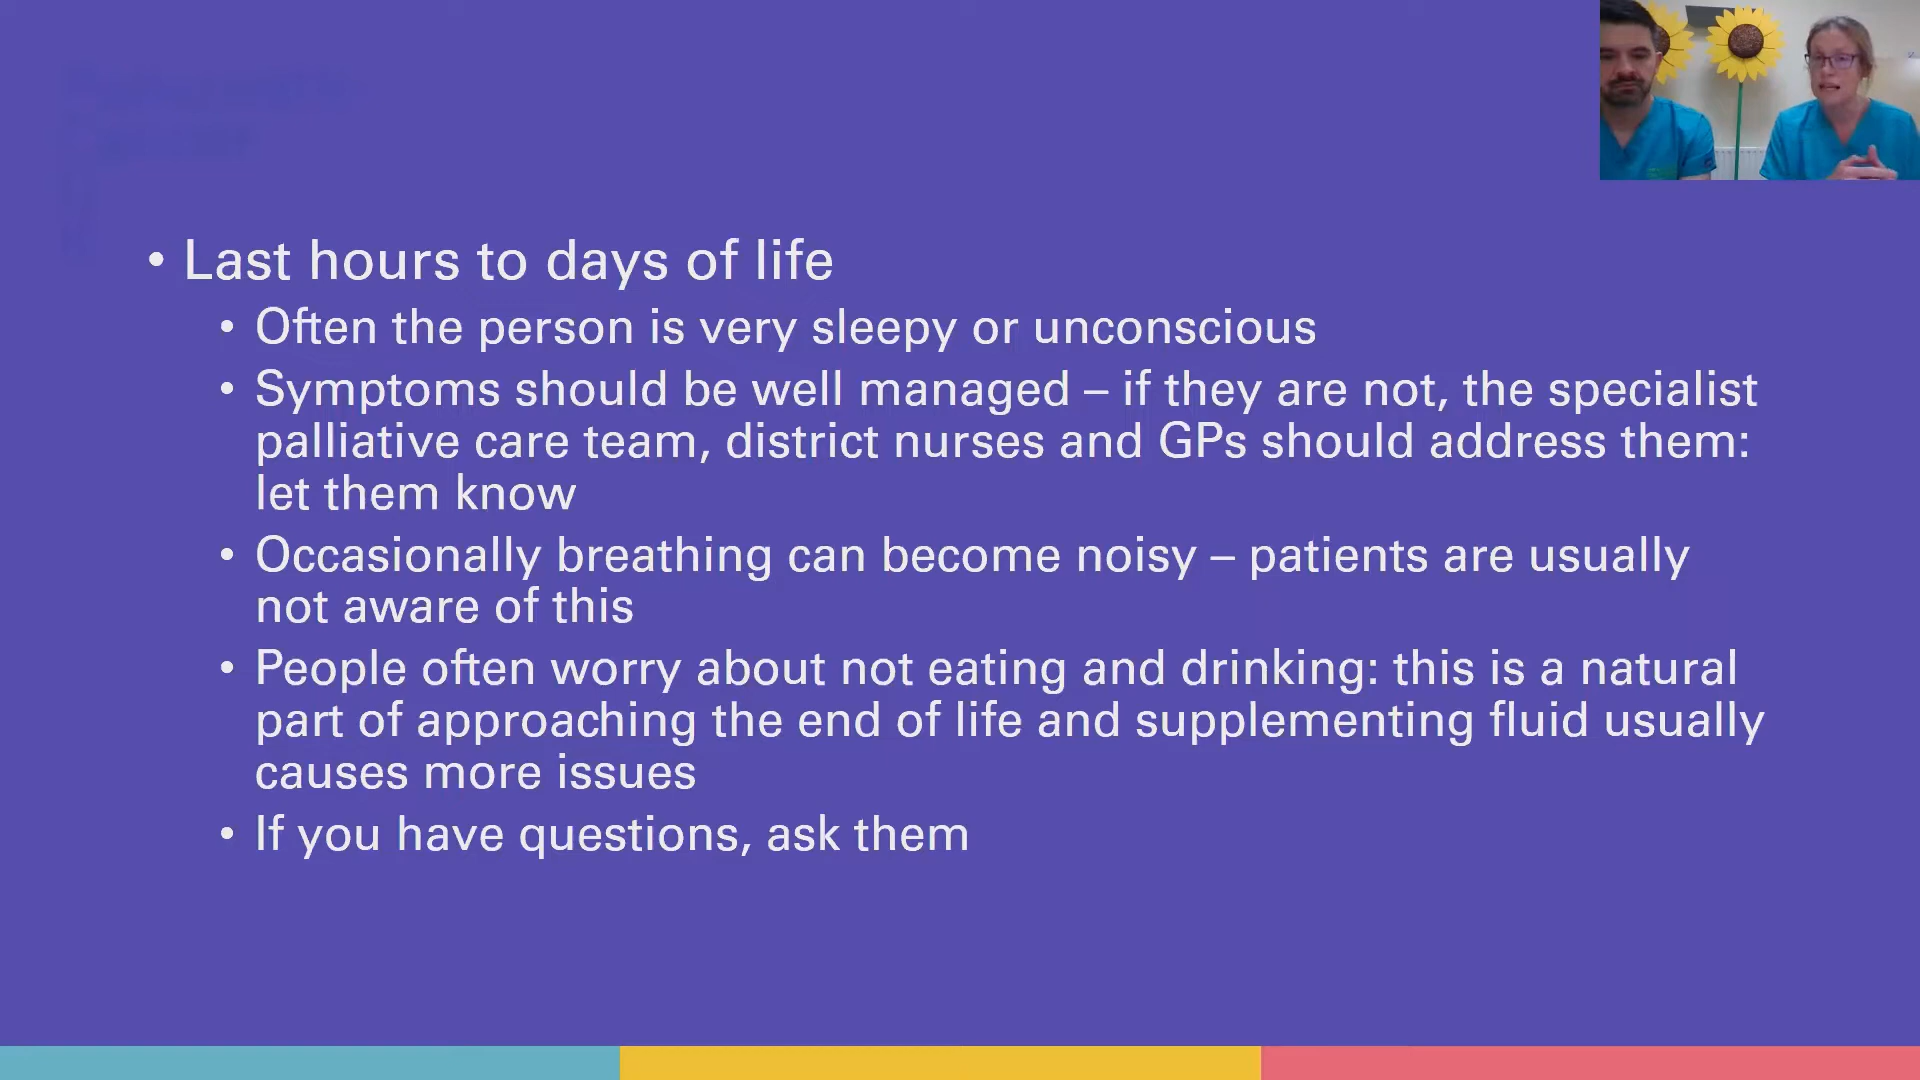 • Last hours to days of life
• Often the person is very sleepy or unconscious
• Symptoms should be well managed – if they are not, the specialist
palliative care team, district nurses and GPs should address them:
let them know
• Occasionally breathing can become noisy – patients are usually
not aware of this
• People often worry about not eating and drinking: this is a natural
part of approaching the end of life and supplementing fluid usually
causes more issues
• If you have questions, ask them